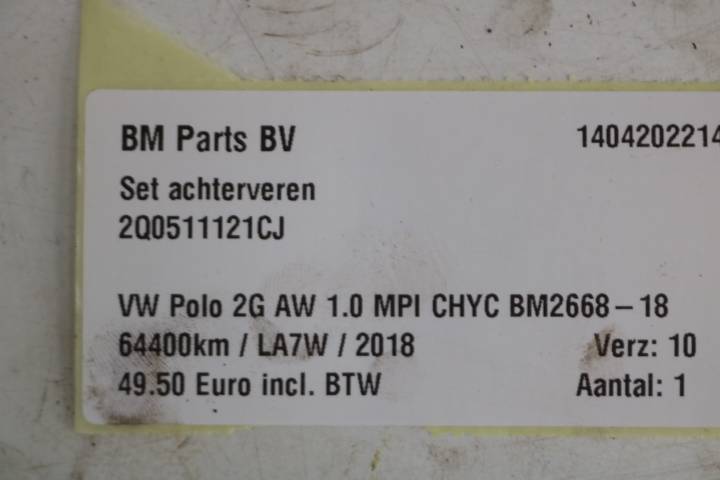 BM Parts BV 1404202214
Set achterveren
2Q0511121CJ
VW Polo 2G AW 1.0 MPI CHYC BM2668-18
64400km / LA7W / 2018 Verz: 10
49.50 Euro incl. BTW Aantal: 1